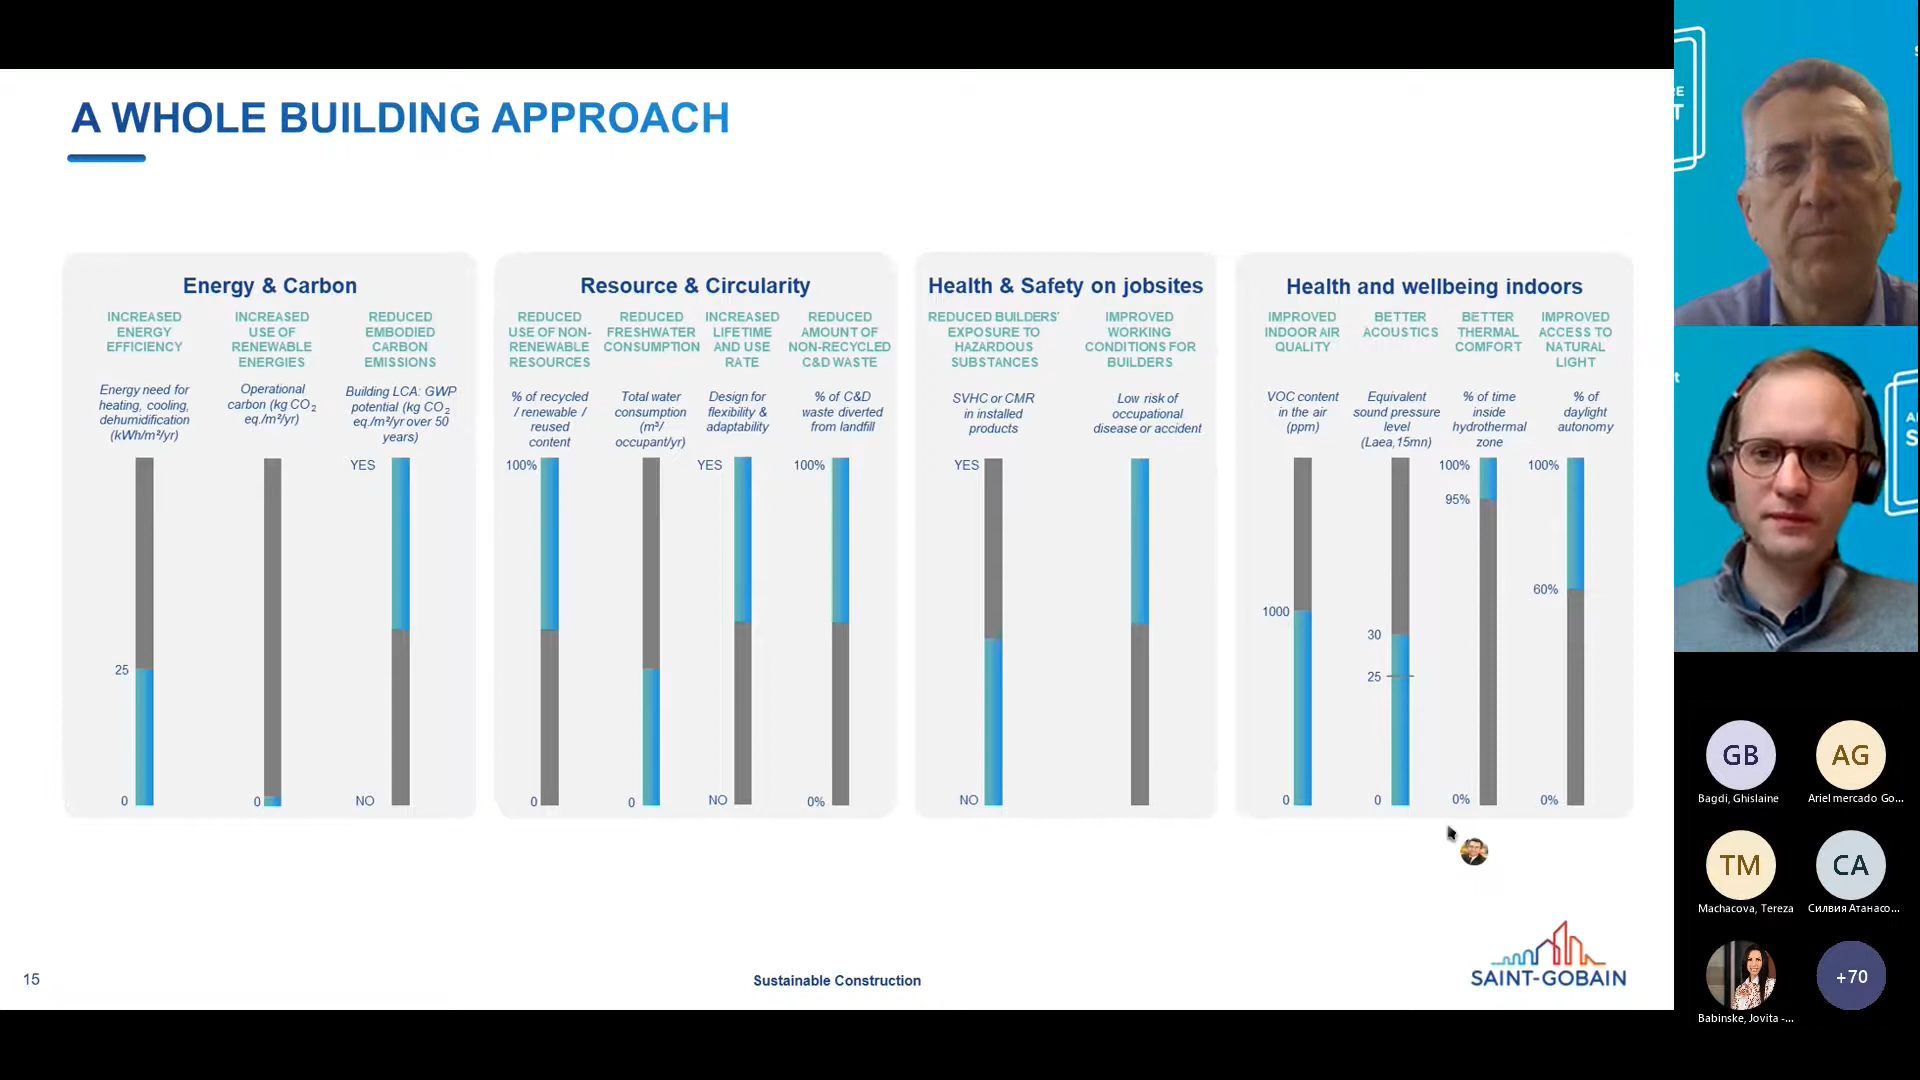 A WHOLE BUILDING APPROACH
Energy & Carbon
INCREASED
ENERGY
EFFICIENCY
Energy need for
heating, cooling,
dehumidification
(kWh/m²/yr)
25
0
INCREASED
USE OF
RENEWABLE
ENERGIES
Operational
carbon (kg CO₂
eq./m²/yr)
0
REDUCED
EMBODIED
CARBON
EMISSIONS
Building LCA: GWP
potential (kg CO₂
eq./m²/yr over 50
years)
YES
NO
Resource & Circularity
REDUCED
USE OF NON-
RENEWABLE
RESOURCES
% of recycled
/ renewable /
reused
content
100%
0
REDUCED
FRESHWATER
CONSUMPTION
Total water
consumption
(m³/
occupant/yr)
0
INCREASED
LIFETIME
AND USE
RATE
Design for
flexibility &
adaptability
YES
NO
REDUCED
AMOUNT OF
NON-RECYCLED
C&D WASTE
% of C&D
waste diverted
from landfill
100%
0%
Health & Safety on jobsites
REDUCED BUILDERS'
EXPOSURE TO
HAZARDOUS
SUBSTANCES
SVHC or CMR
in installed
products
YES
NO
IMPROVED
WORKING
CONDITIONS FOR
BUILDERS
Low risk of
occupational
disease or accident
Health and wellbeing indoors
IMPROVED
INDOOR AIR
QUALITY
VOC content
in the air
(ppm)
1000
0
BETTER
ACOUSTICS
Equivalent
sound pressure
level
(Laea,15mn)
30
25
0
BETTER
THERMAL
COMFORT
% of time
inside
hydrothermal
zone
100%
95%
0%
IMPROVED
ACCESS TO
NATURAL
LIGHT
% of
daylight
autonomy
100%
60%
0%
15
Sustainable Construction
SAINT-GOBAIN
GB
Bagdi, Ghislaine
AG
Ariel mercado Go...
TM
Machacova, Tereza
CA
Силвия Атанасо...
Babinske, Jovita -...
+70